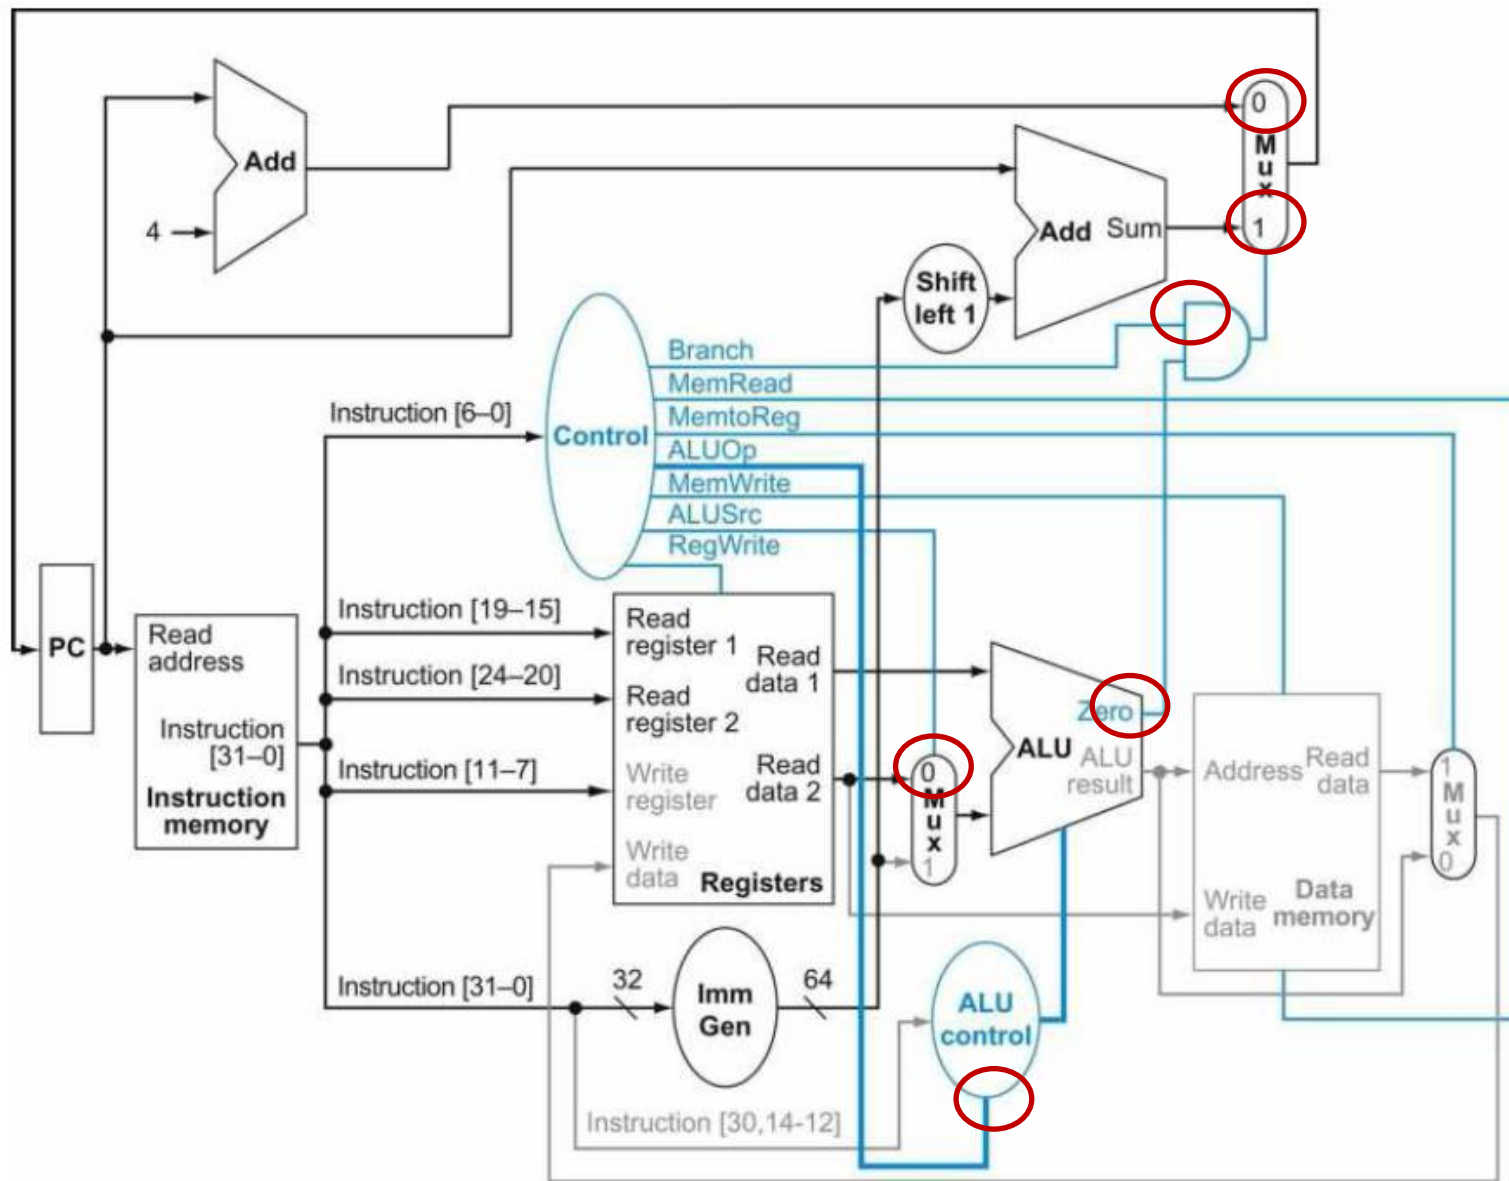 Add
4
0
M
u
x
1
Add Sum
Shift
left 1
Branch
MemRead
MemtoReg
ALUOp
MemWrite
ALUSrc
RegWrite
Control
Instruction [6–0]
PC
Read
address
Instruction
[31–0]
Instruction
memory
Instruction [19–15]
Instruction [24–20]
Instruction [11–7]
Instruction [31–0]
Read
register 1
Read
register 2
Write
register
Write
data
Read
data 1
Read
data 2
Registers
0
M
u
x
1
Zero
ALU
ALU
result
Address
Read
data
Write
data
Data
memory
1
M
u
x
0
32
Imm
Gen
64
ALU
control
Instruction [30,14-12]